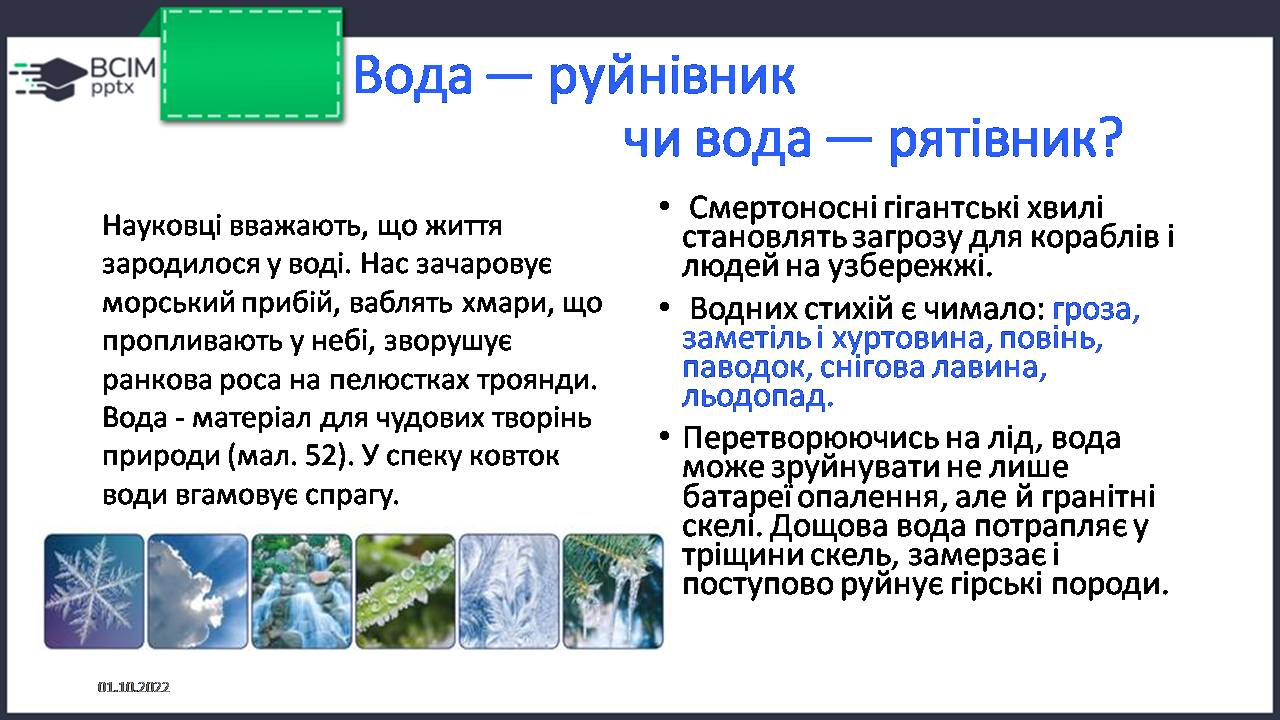 BCIM
pptx
Вода — руйнівник
чи вода — рятівник?
Науковці вважають, що життя
зародилося у воді. Нас зачаровує
морський прибій, ваблять хмари, що
пропливають у небі, зворушує
ранкова роса на пелюстках троянди.
Вода - матеріал для чудових творінь
природи (мал. 52). У спеку ковток
води вгамовує спрагу.
• Смертоносні гігантські хвилі
становлять загрозу для кораблів і
людей на узбережжі.
• Водних стихій є чимало: гроза,
заметіль і хуртовина, повінь,
паводок, снігова лавина,
льодопад.
• Перетворюючись на лід, вода
може зруйнувати не лише
батареї опалення, але й гранітні
скелі. Дощова вода потрапляє у
тріщини скель, замерзає і
поступово руйнує гірські породи.
01.10.2022